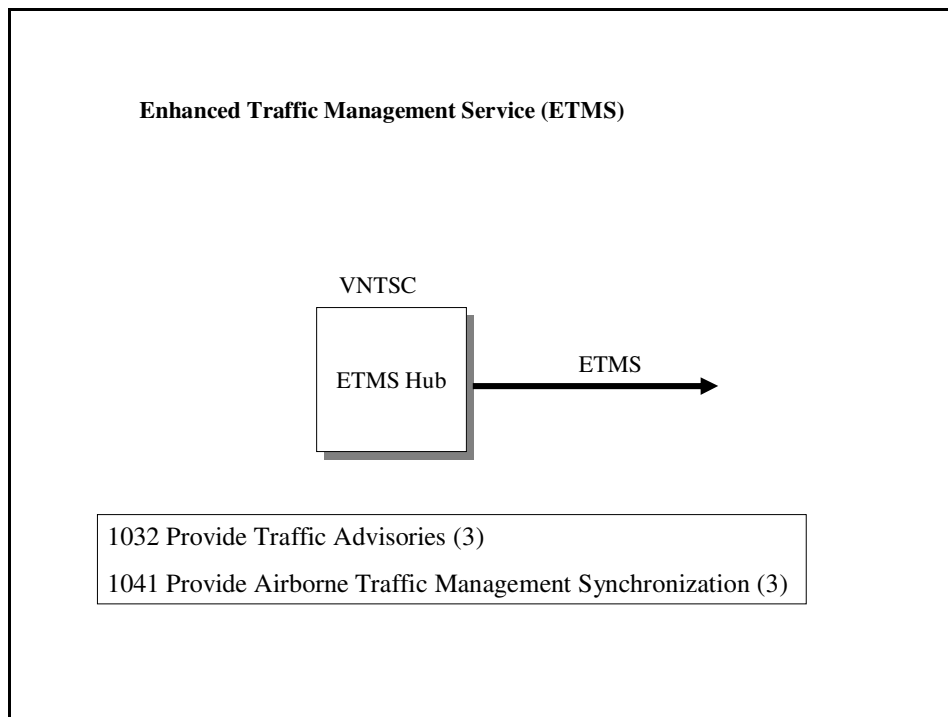 Enhanced Traffic Management Service (ETMS)
VNTSC
ETMS Hub
ETMS
1032 Provide Traffic Advisories (3)
1041 Provide Airborne Traffic Management Synchronization (3)